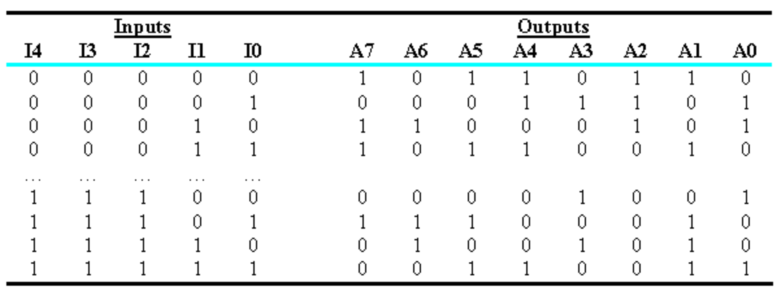 Inputs Outputs
I4 I3 I2 I1 I0 A7 A6 A5 A4 A3 A2 A1 A0
0 0 0 0 0 1 0 1 1 0 1 1 0
0 0 0 0 1 0 0 0 1 1 1 0 1
0 0 0 1 0 1 1 0 0 0 1 0 1
0 0 0 1 1 1 0 1 1 0 0 1 0
... ... ... ... ...
1 1 1 0 0 0 0 0 0 1 0 0 1
1 1 1 0 1 1 1 1 0 0 0 1 0
1 1 1 1 0 0 1 0 0 1 0 1 0
1 1 1 1 1 0 0 1 1 0 0 1 1